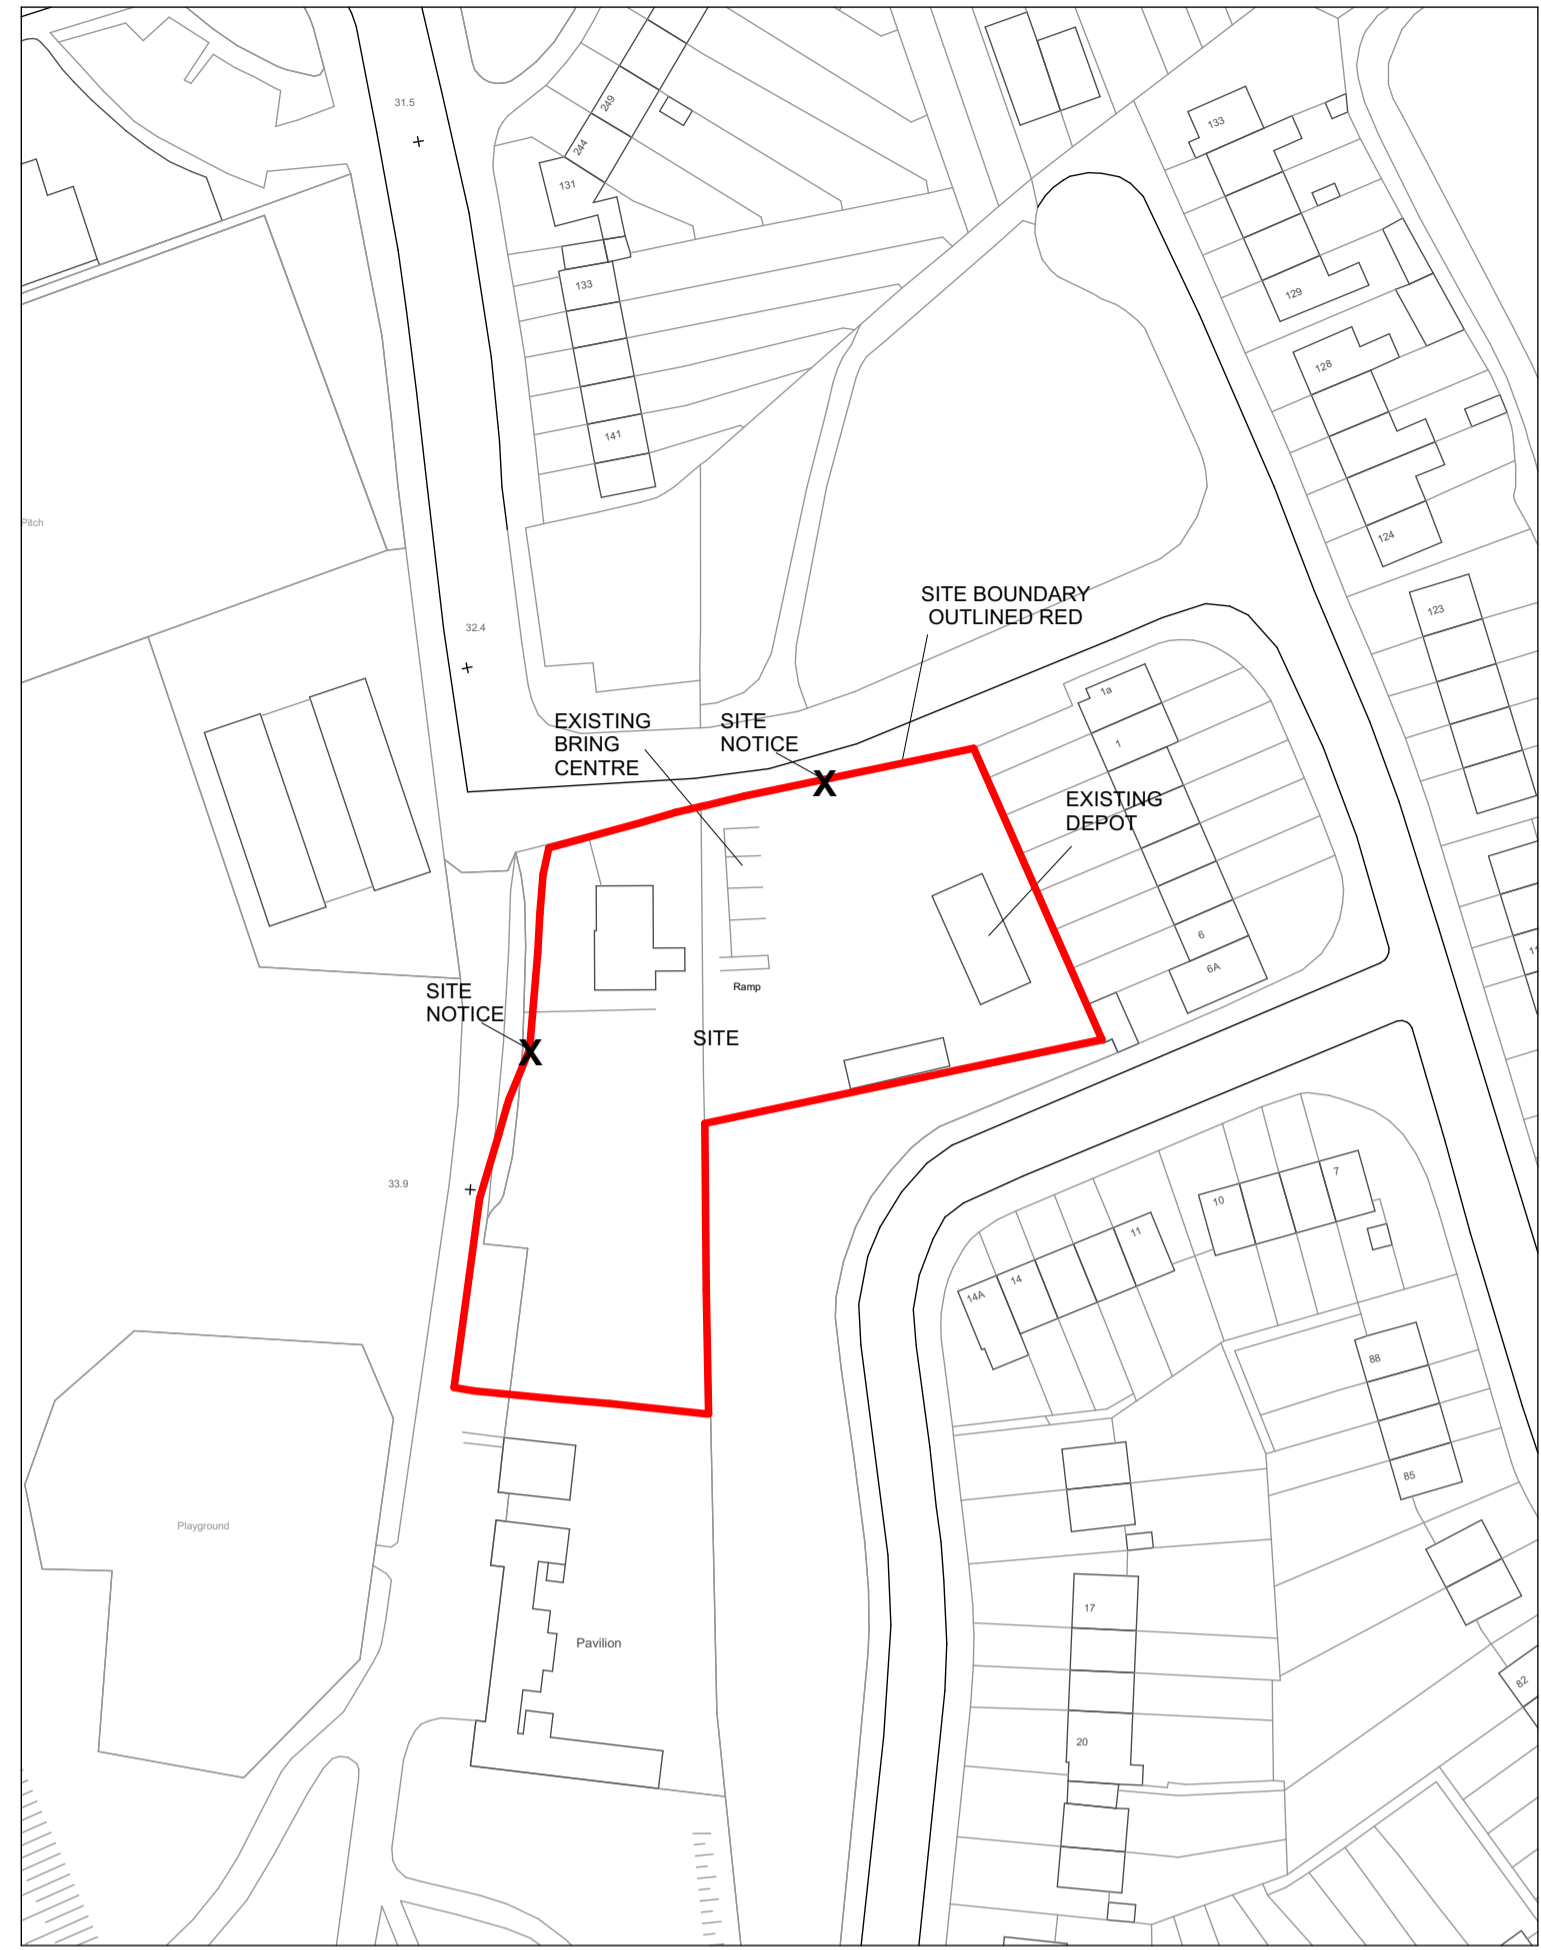 31.5
249
244
131
133
133
129
133
128
141
124
Pitch
SITE BOUNDARY
OUTLINED RED
123
32.4
1a
EXISTING
BRING
CENTRE
SITE
NOTICE
1
EXISTING
DEPOT
6
6A
11
Ramp
SITE
NOTICE
SITE
33.9
7
10
11
14
14A
88
85
Playground
17
Pavilion
82
20